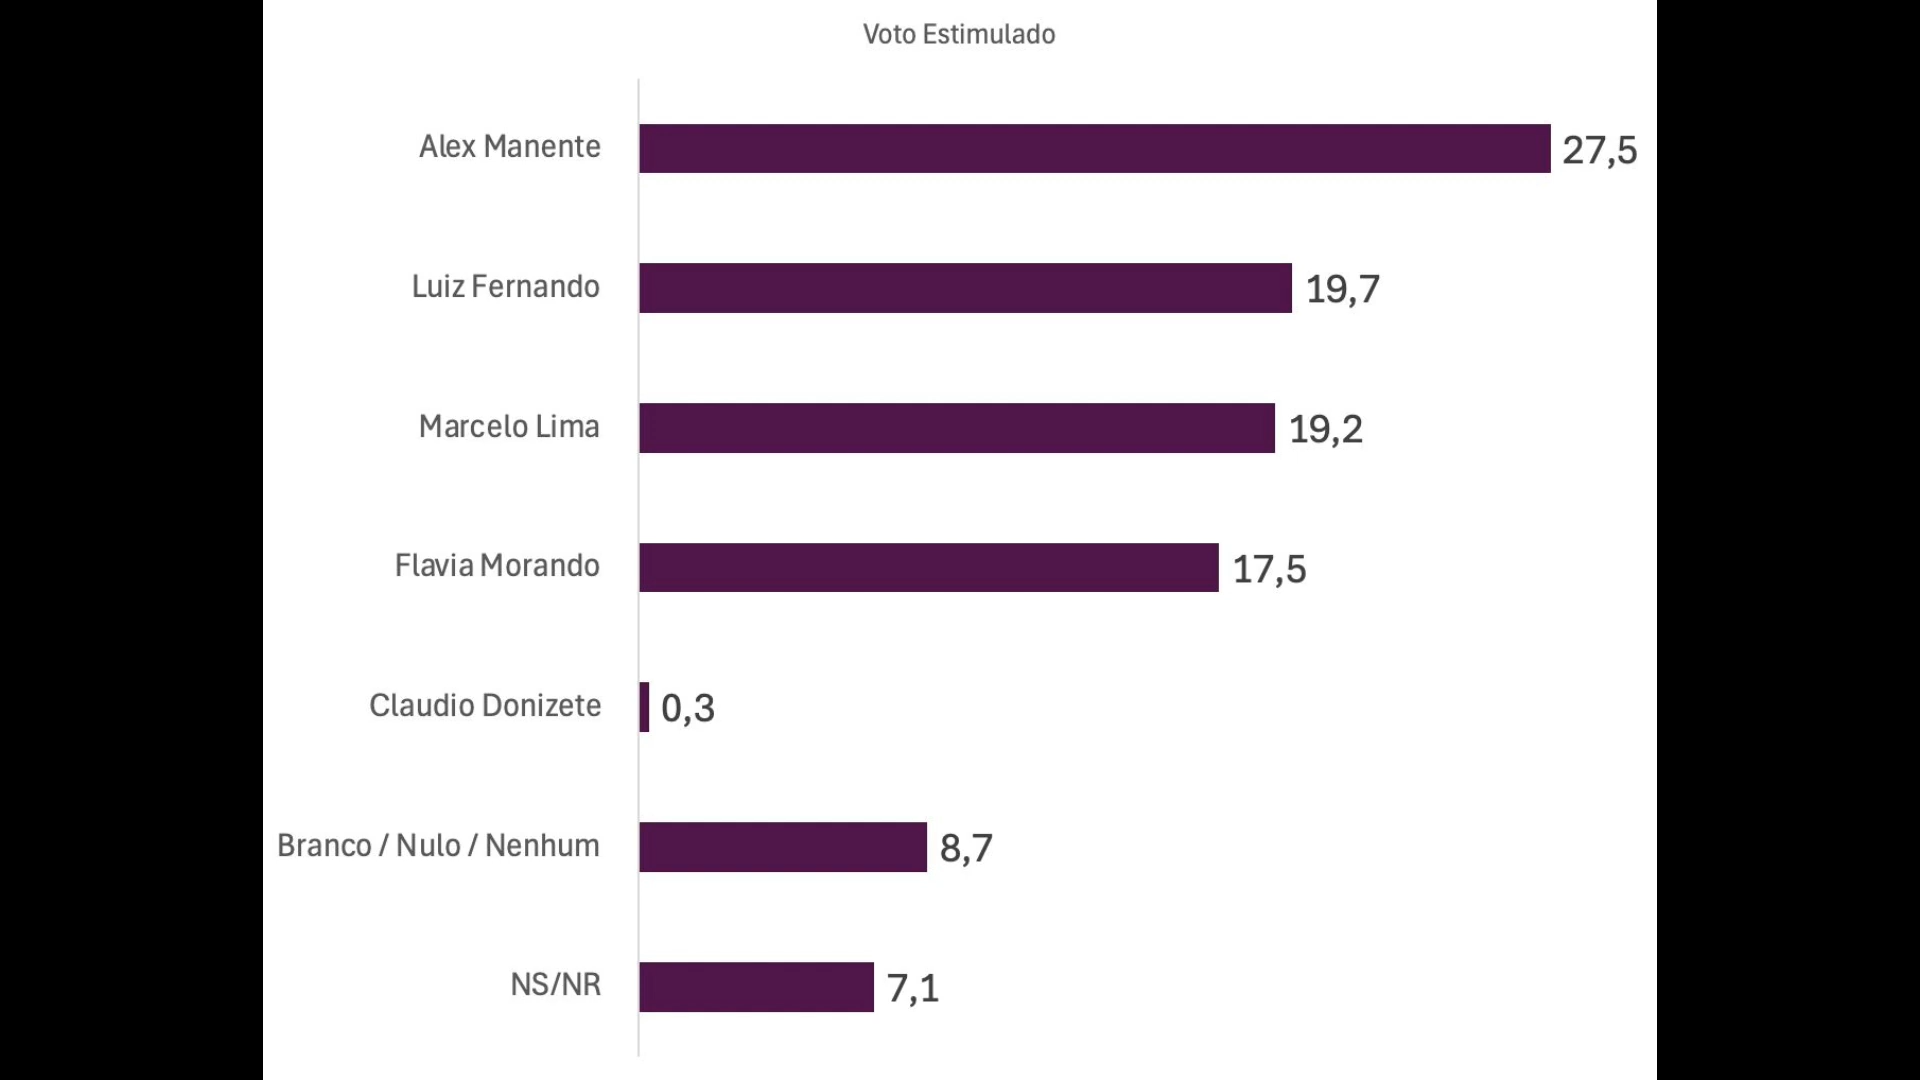 Voto Estimulado
Alex Manente 27,5
Luiz Fernando 19,7
Marcelo Lima 19,2
Flavia Morando 17,5
Claudio Donizete 0,3
Branco / Nulo / Nenhum 8,7
NS/NR 7,1